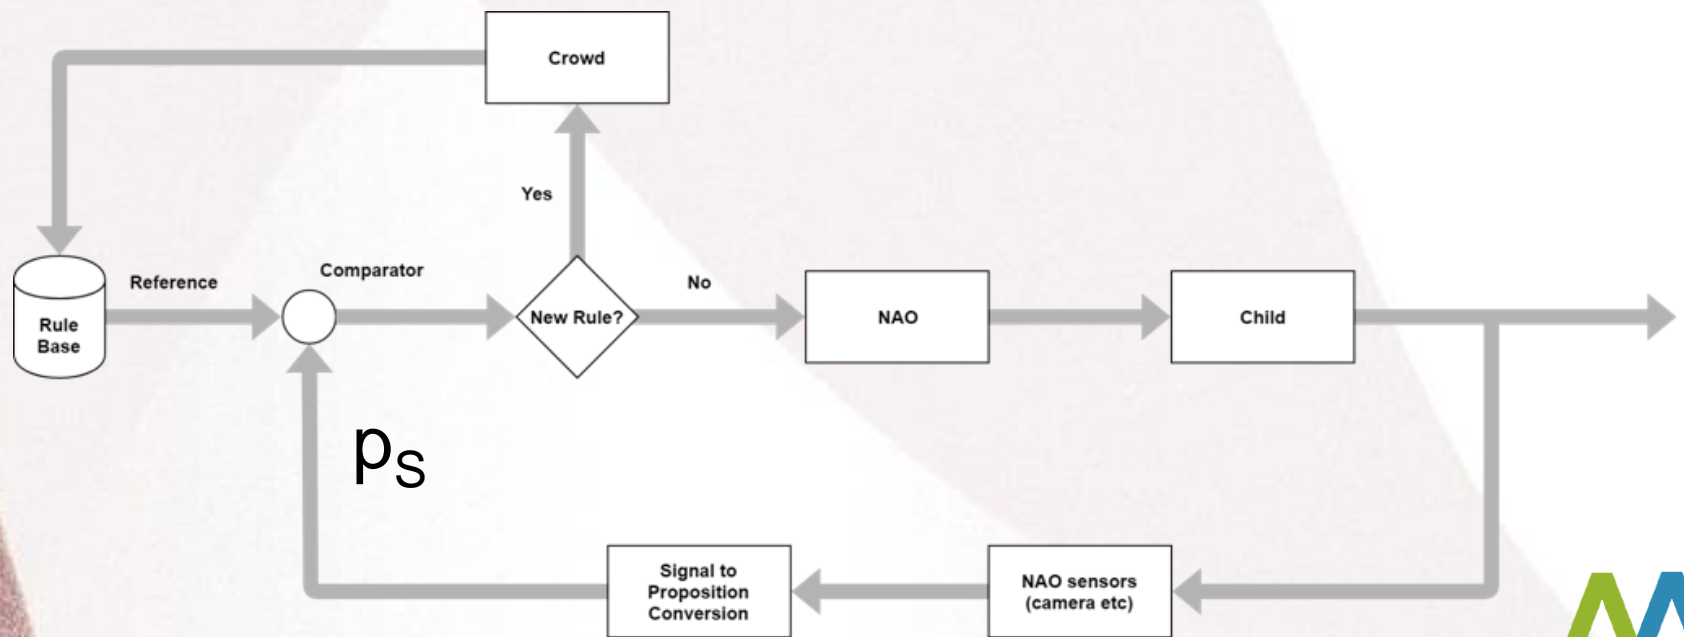 Crowd
Yes
Reference
Comparator
No
Rule
Base
New Rule?
NAO
Child
pS
Signal to
Proposition
Conversion
NAO sensors
(camera etc)